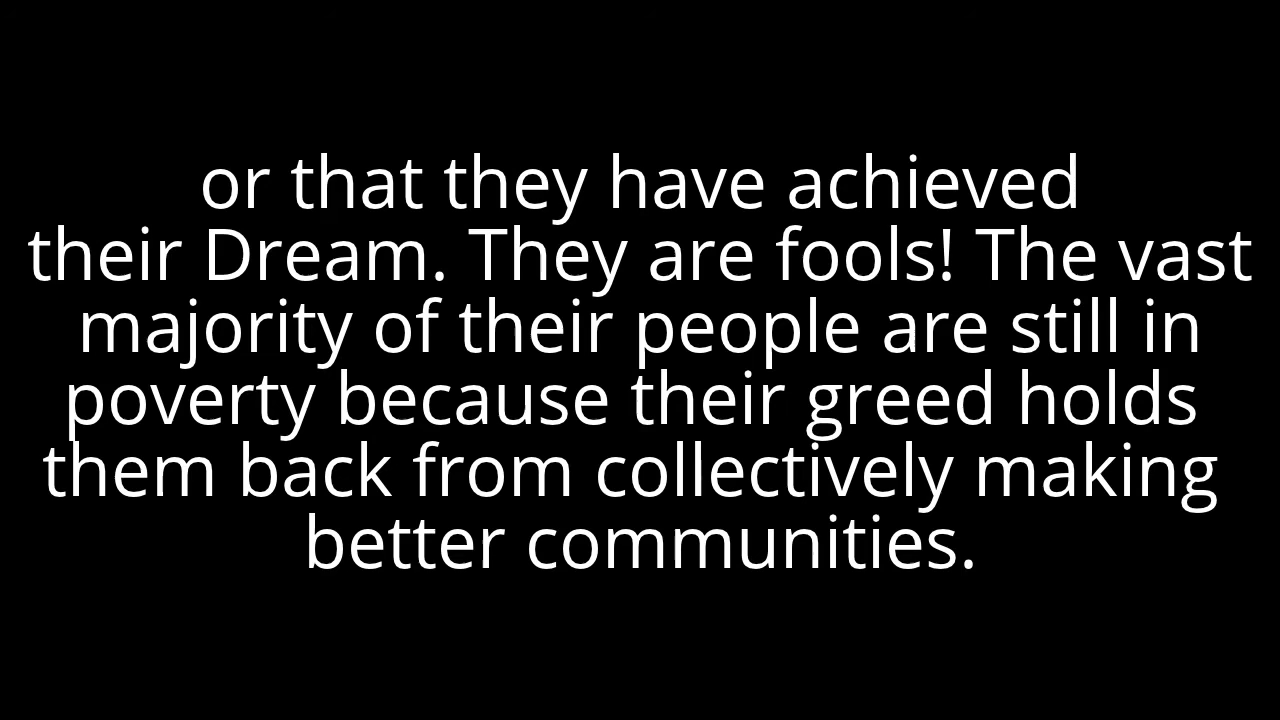 or that they have achieved
their Dream. They are fools! The vast
majority of their people are still in
poverty because their greed holds
them back from collectively making
better communities.